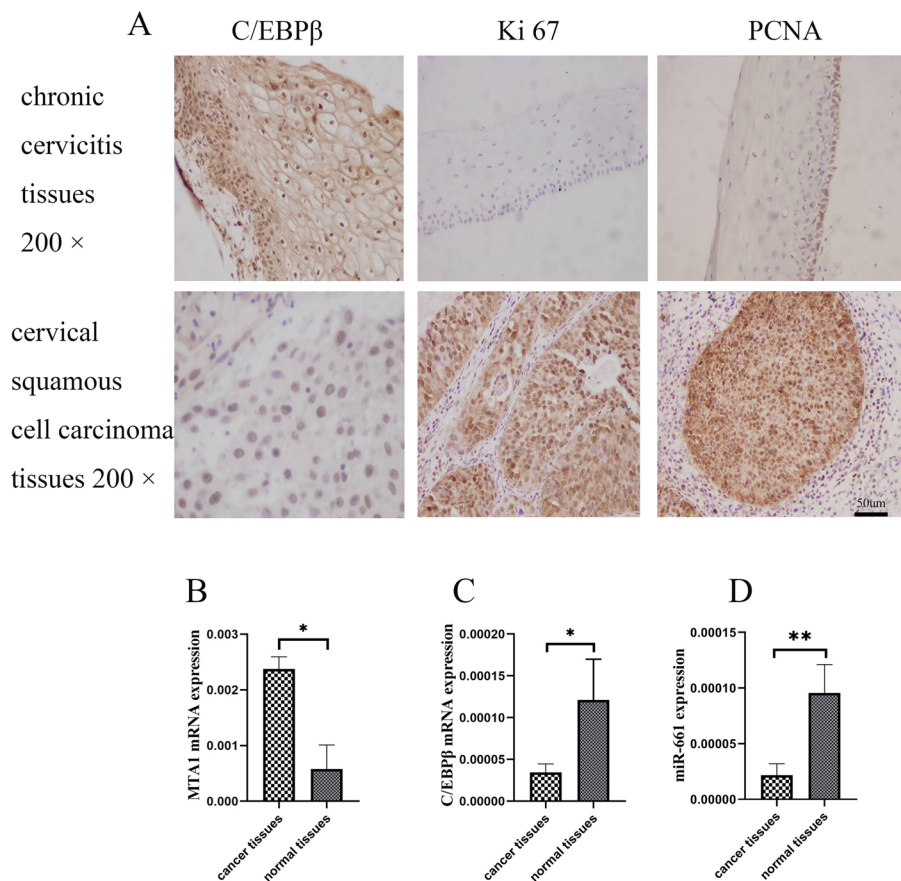 A
C/EBPβ
Ki 67
PCNA
chronic
cervicitis
tissues
200 ×
cervical
squamous
cell carcinoma
tissues 200 ×
50um
B
MTA1 mRNA expression
0.003
0.002
0.001
0.000
*
cancer tissues
normal tissues
C
C/EBPβ mRNA expression
0.00020
0.00015
0.00010
0.00005
0.00000
*
cancer tissues
normal tissues
D
miR-661 expression
0.00015
0.00010
0.00005
0.00000
**
cancer tissues
normal tissues